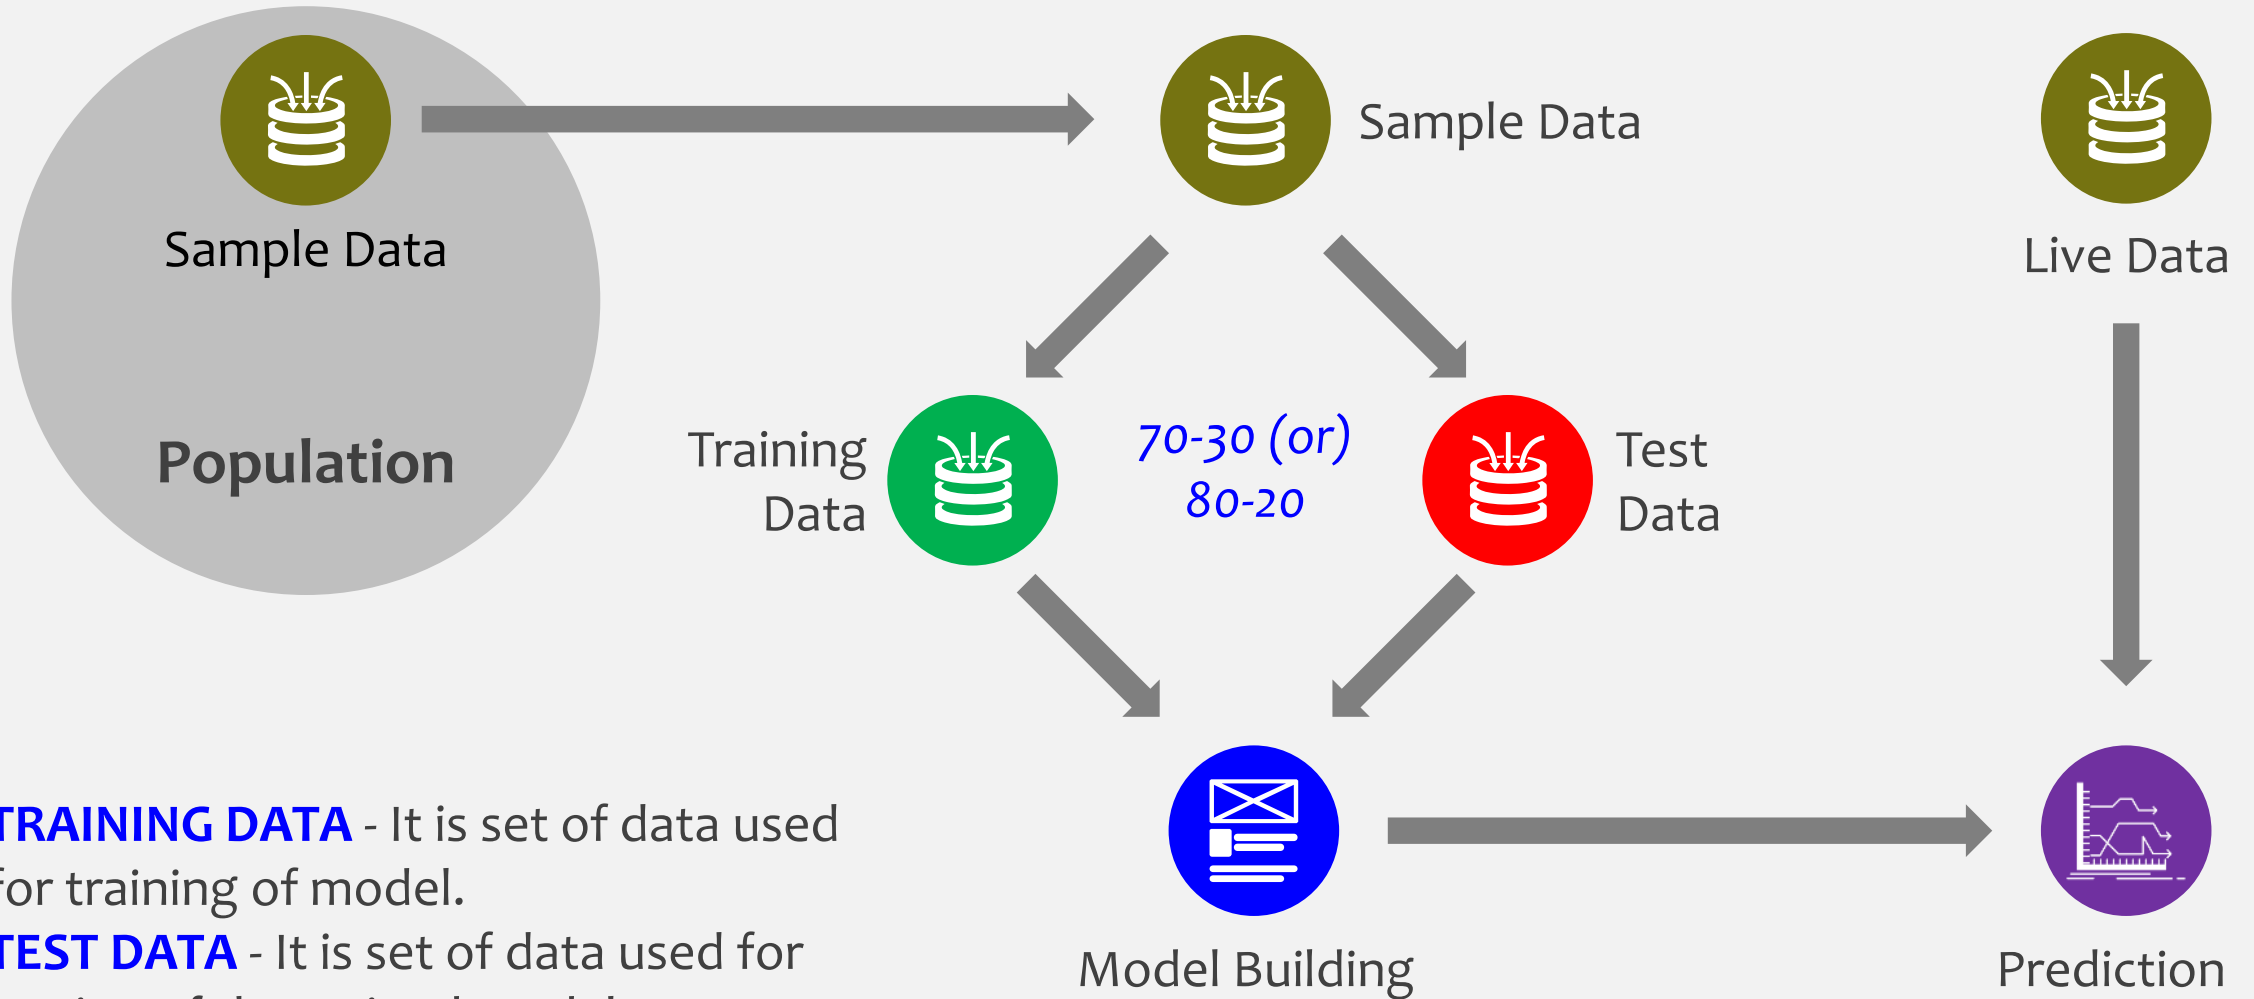 Sample Data
Population
Sample Data
Training
Data
70-30 (or)
80-20
Test
Data
Live Data
Model Building
Prediction
TRAINING DATA - It is set of data used
for training of model.
TEST DATA - It is set of data used for